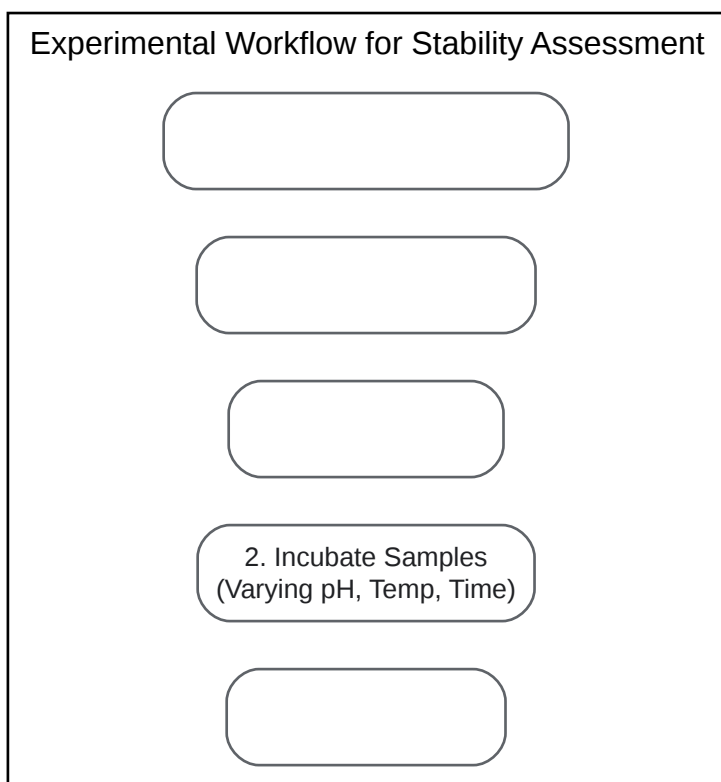 Experimental Workflow for Stability Assessment
2. Incubate Samples
(Varying pH, Temp, Time)